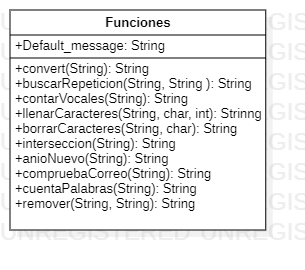 Funciones
+Default_message: String
+convert(String): String
+buscarRepeticion(String, String ): String
+contarVocales(String): String
+llenarCaracteres(String, char, int): Strinng
+borrarCaracteres(String, char): String
+interseccion(String): String
+anioNuevo(String): String
+compruebaCorreo(String): String
+cuentaPalabras(String): String
+remover(String, String): String
UNREGISTERED UNREGIS